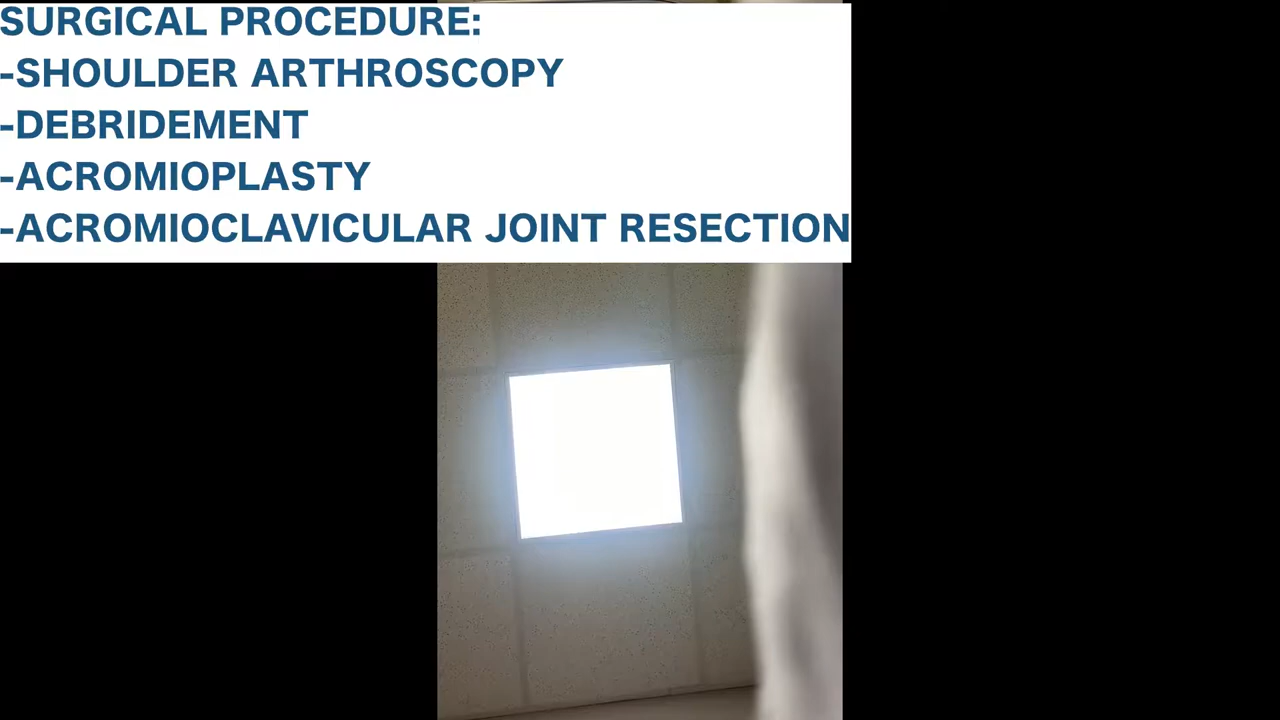 SURGICAL PROCEDURE:
-SHOULDER ARTHROSCOPY
-DEBRIDEMENT
-ACROMIOPLASTY
-ACROMIOCLAVICULAR JOINT RESECTION